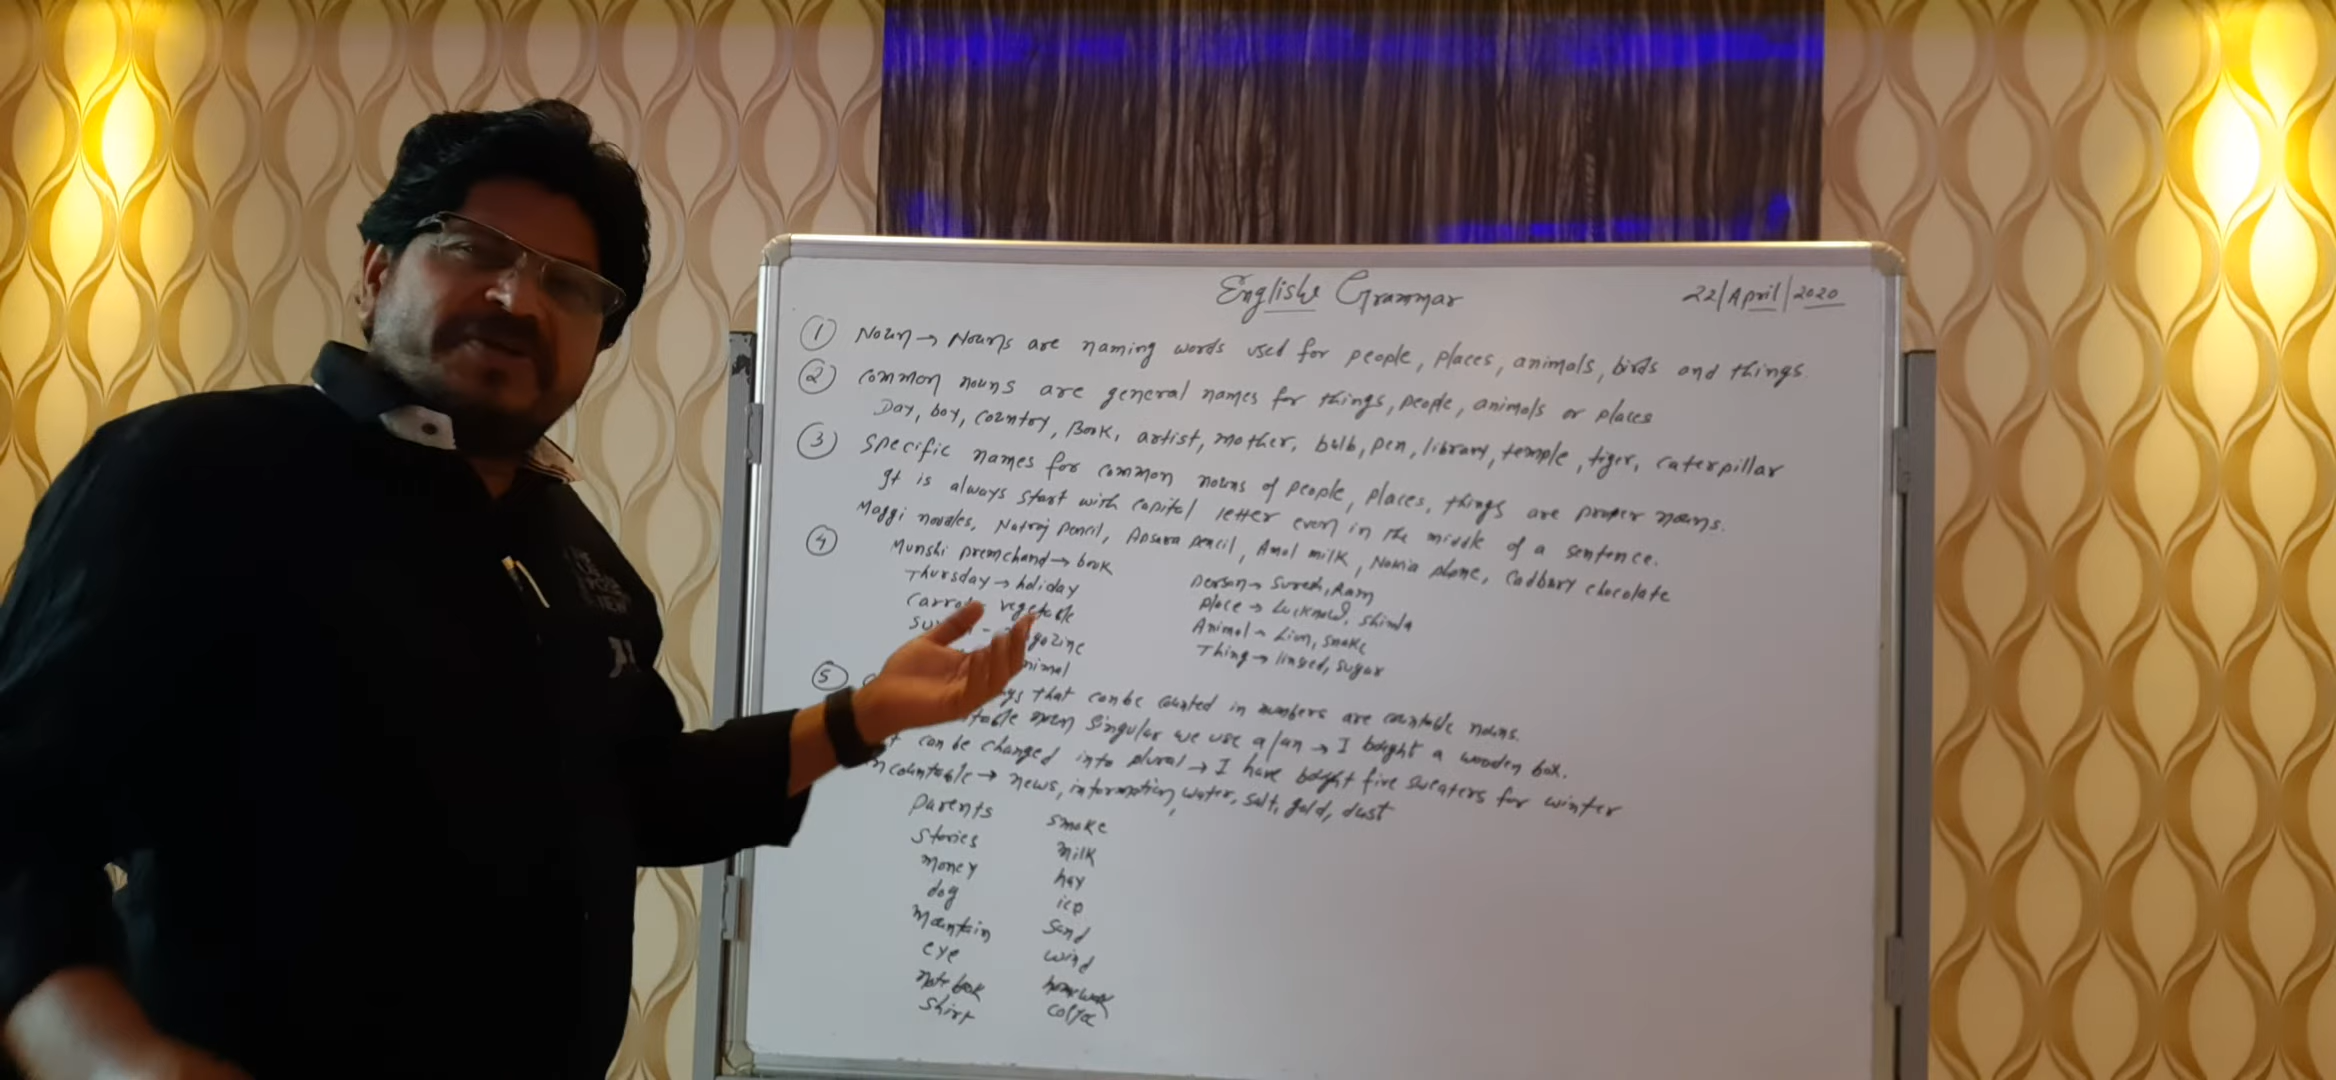 English Grammar
22/April/2020
1 Noun → Nouns are naming words used for people, places, animals, birds and things.
2 Common nouns are general names for things, people, animals or places
Day, boy, country, Book, artist, mother, bulb, pen, library, temple, tiger, caterpillar
3 Specific names for common nouns of people, places, things are proper nouns.
It is always start with capital letter even in the middle of a sentence.
Maggi noodles, Natraj pencil, Apsara pencil, Amul milk, Nokia phone, Cadbury chocolate
4 Munshi premchand → book
Thursday → holiday
vegetable
nimal
Person → Suresh, Ram
Place → Lucknow, Shimla
Animal → Lion, snake
Thing → linseed, sugar
5
that can be counted in numbers are countable nouns.
singular we use a/an → I bought a wooden box.
can be changed into plural → I have bought five sweaters for winter
countable → news, information, water, salt, gold, dust
parents
stories
money
dog
mountain
eye
note book
shirt
smoke
milk
hay
ice
sand
wind
homework
coffee